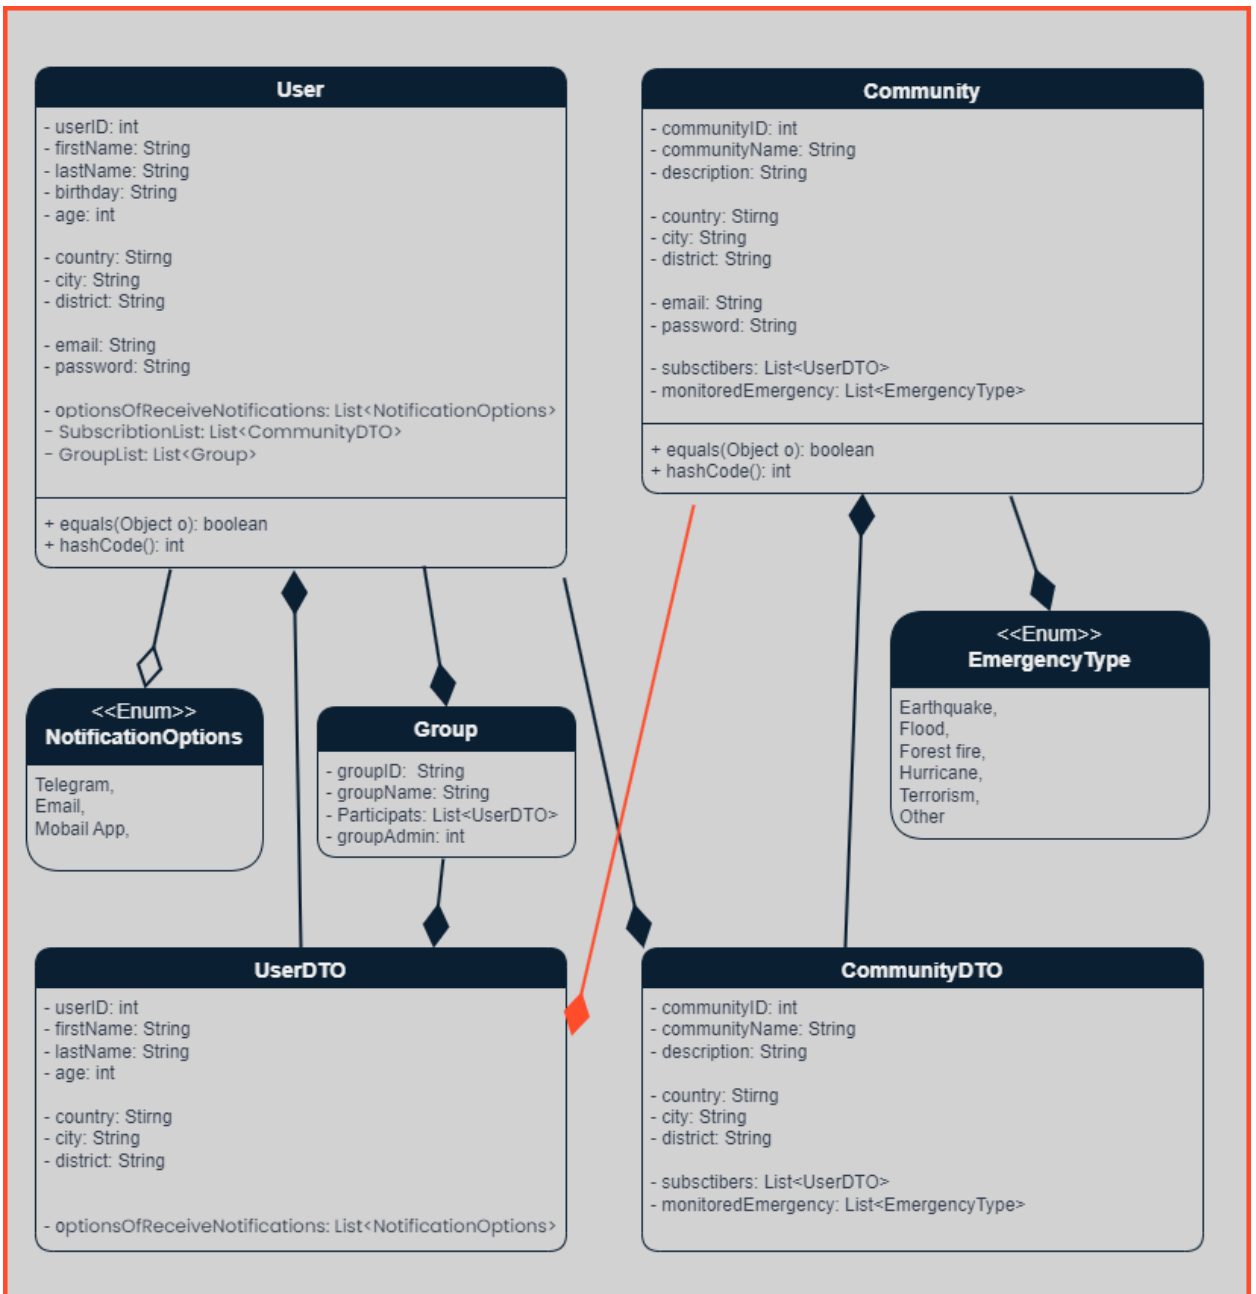 User
- userID: int
- firstName: String
- lastName: String
- birthday: String
- age: int
- country: Stirng
- city: String
- district: String
- email: String
- password: String
- optionsOfReceiveNotifications: List<NotificationOptions>
- SubscribtionList: List<CommunityDTO>
- GroupList: List<Group>
+ equals(Object o): boolean
+ hashCode(): int
Community
- communityID: int
- communityName: String
- description: String
- country: Stirng
- city: String
- district: String
- email: String
- password: String
- subsctibers: List<UserDTO>
- monitoredEmergency: List<EmergencyType>
+ equals(Object o): boolean
+ hashCode(): int
<<Enum>>
NotificationOptions
Telegram,
Email,
Mobail App,
Group
- groupID:  String
- groupName: String
- Participats: List<UserDTO>
- groupAdmin: int
<<Enum>>
EmergencyType
Earthquake,
Flood,
Forest fire,
Hurricane,
Terrorism,
Other
UserDTO
- userID: int
- firstName: String
- lastName: String
- age: int
- country: Stirng
- city: String
- district: String
- optionsOfReceiveNotifications: List<NotificationOptions>
CommunityDTO
- communityID: int
- communityName: String
- description: String
- country: Stirng
- city: String
- district: String
- subsctibers: List<UserDTO>
- monitoredEmergency: List<EmergencyType>